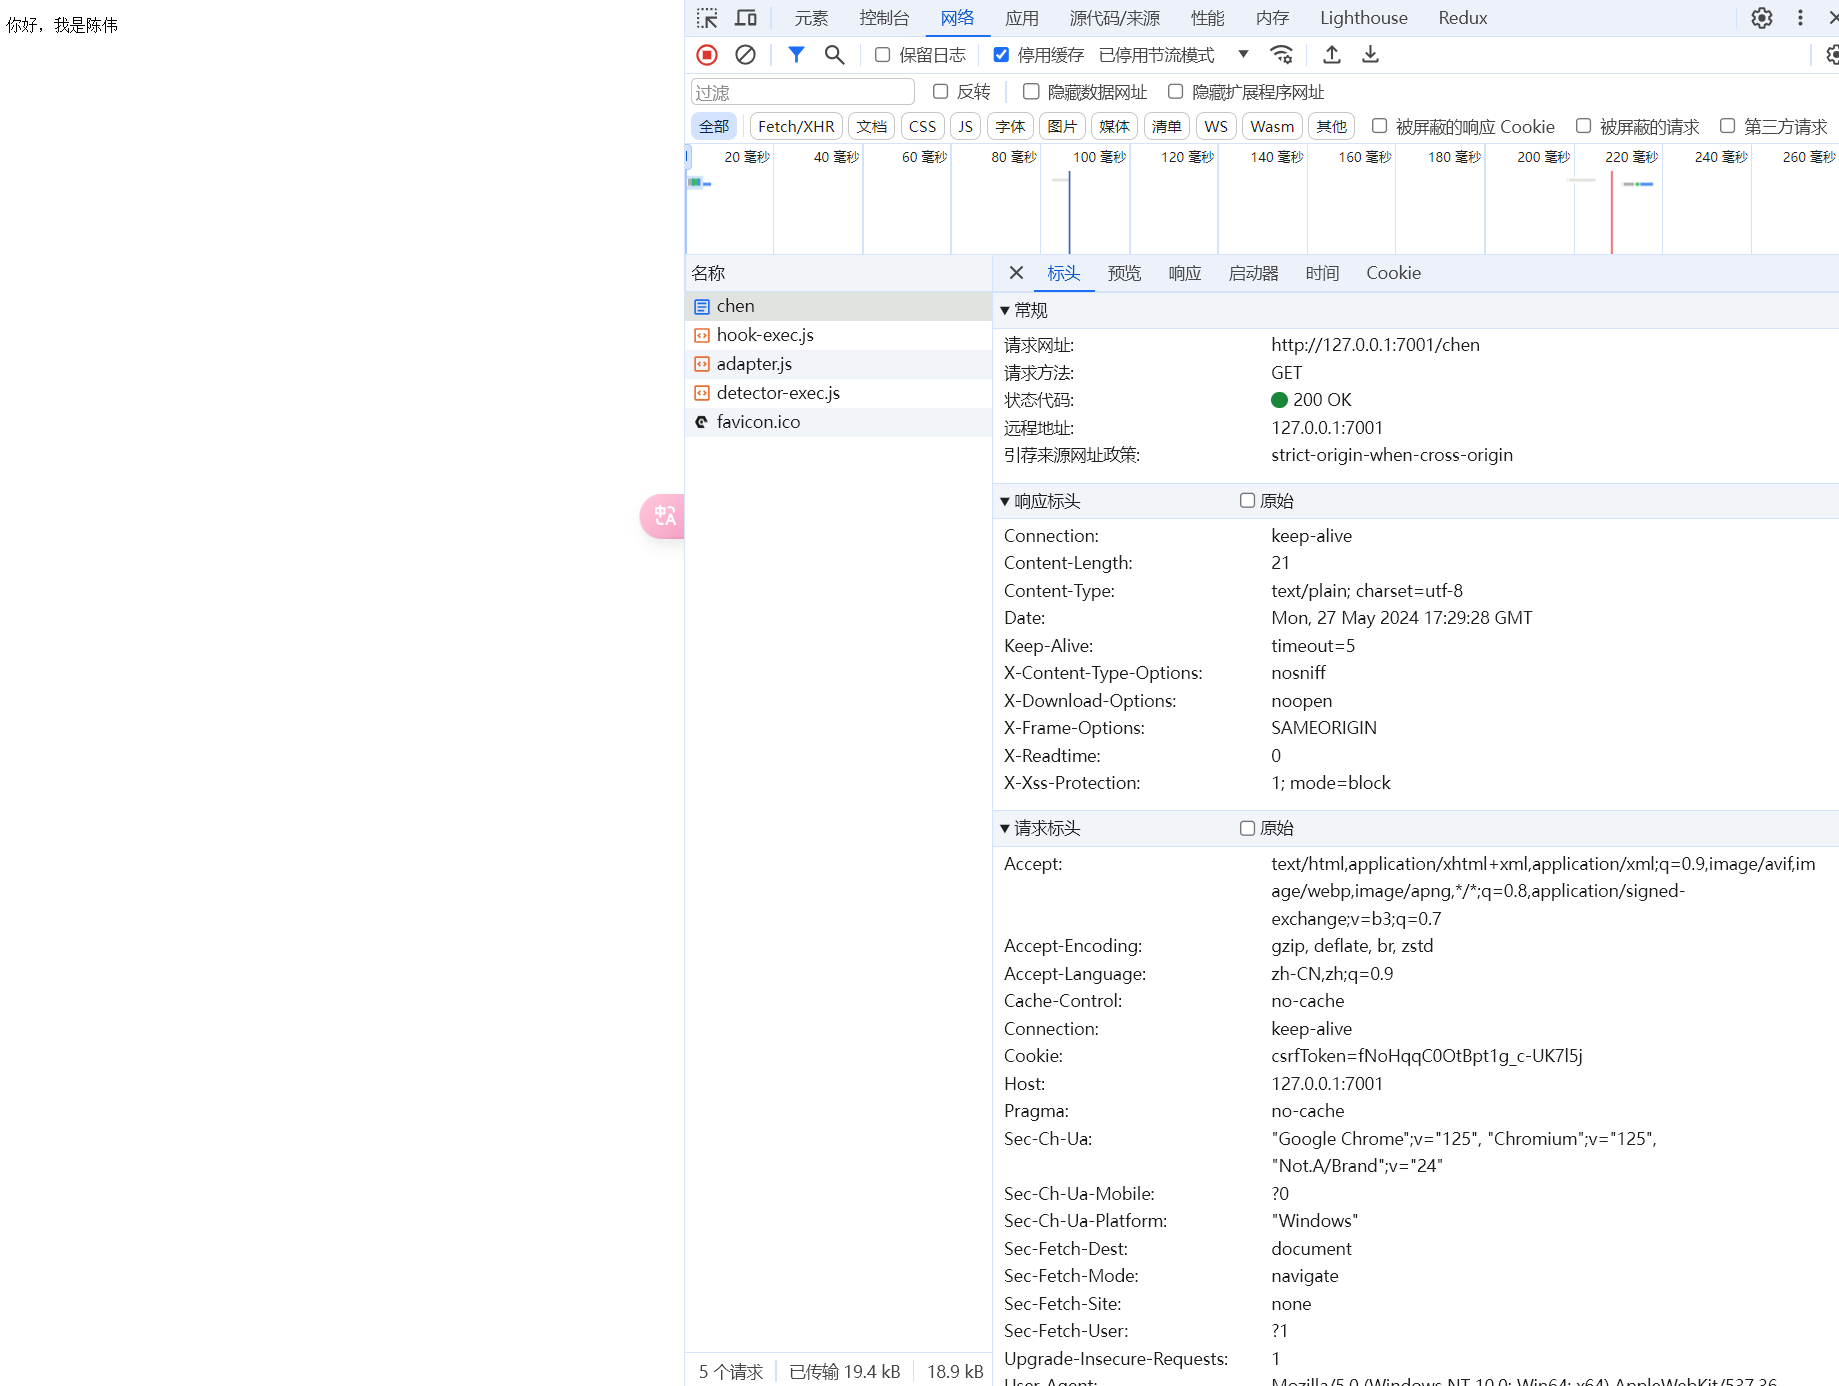 你好，我是陈伟
元素 控制台 网络 应用 源代码/来源 性能 内存 Lighthouse Redux
保留日志 停用缓存 已停用节流模式
过滤 反转 隐藏数据网址 隐藏扩展程序网址
全部 Fetch/XHR 文档 CSS JS 字体 图片 媒体 清单 WS Wasm 其他 被屏蔽的响应 Cookie 被屏蔽的请求 第三方请求
20 毫秒 40 毫秒 60 毫秒 80 毫秒 100 毫秒 120 毫秒 140 毫秒 160 毫秒 180 毫秒 200 毫秒 220 毫秒 240 毫秒 260 毫秒
名称
chen
hook-exec.js
adapter.js
detector-exec.js
favicon.ico
标头 预览 响应 启动器 时间 Cookie
常规
请求网址: http://127.0.0.1:7001/chen
请求方法: GET
状态代码: 200 OK
远程地址: 127.0.0.1:7001
引荐来源网址政策: strict-origin-when-cross-origin
响应标头 原始
Connection: keep-alive
Content-Length: 21
Content-Type: text/plain; charset=utf-8
Date: Mon, 27 May 2024 17:29:28 GMT
Keep-Alive: timeout=5
X-Content-Type-Options: nosniff
X-Download-Options: noopen
X-Frame-Options: SAMEORIGIN
X-Readtime: 0
X-Xss-Protection: 1; mode=block
请求标头 原始
Accept: text/html,application/xhtml+xml,application/xml;q=0.9,image/avif,im
age/webp,image/apng,*/*;q=0.8,application/signed-
exchange;v=b3;q=0.7
Accept-Encoding: gzip, deflate, br, zstd
Accept-Language: zh-CN,zh;q=0.9
Cache-Control: no-cache
Connection: keep-alive
Cookie: csrfToken=fNoHqqC0OtBpt1g_c-UK7l5j
Host: 127.0.0.1:7001
Pragma: no-cache
Sec-Ch-Ua: "Google Chrome";v="125", "Chromium";v="125",
"Not.A/Brand";v="24"
Sec-Ch-Ua-Mobile: ?0
Sec-Ch-Ua-Platform: "Windows"
Sec-Fetch-Dest: document
Sec-Fetch-Mode: navigate
Sec-Fetch-Site: none
Sec-Fetch-User: ?1
Upgrade-Insecure-Requests: 1
User-Agent: Mozilla/5.0 (Windows NT 10.0; Win64; x64) AppleWebKit/537.36
5 个请求 已传输 19.4 kB 18.9 kB